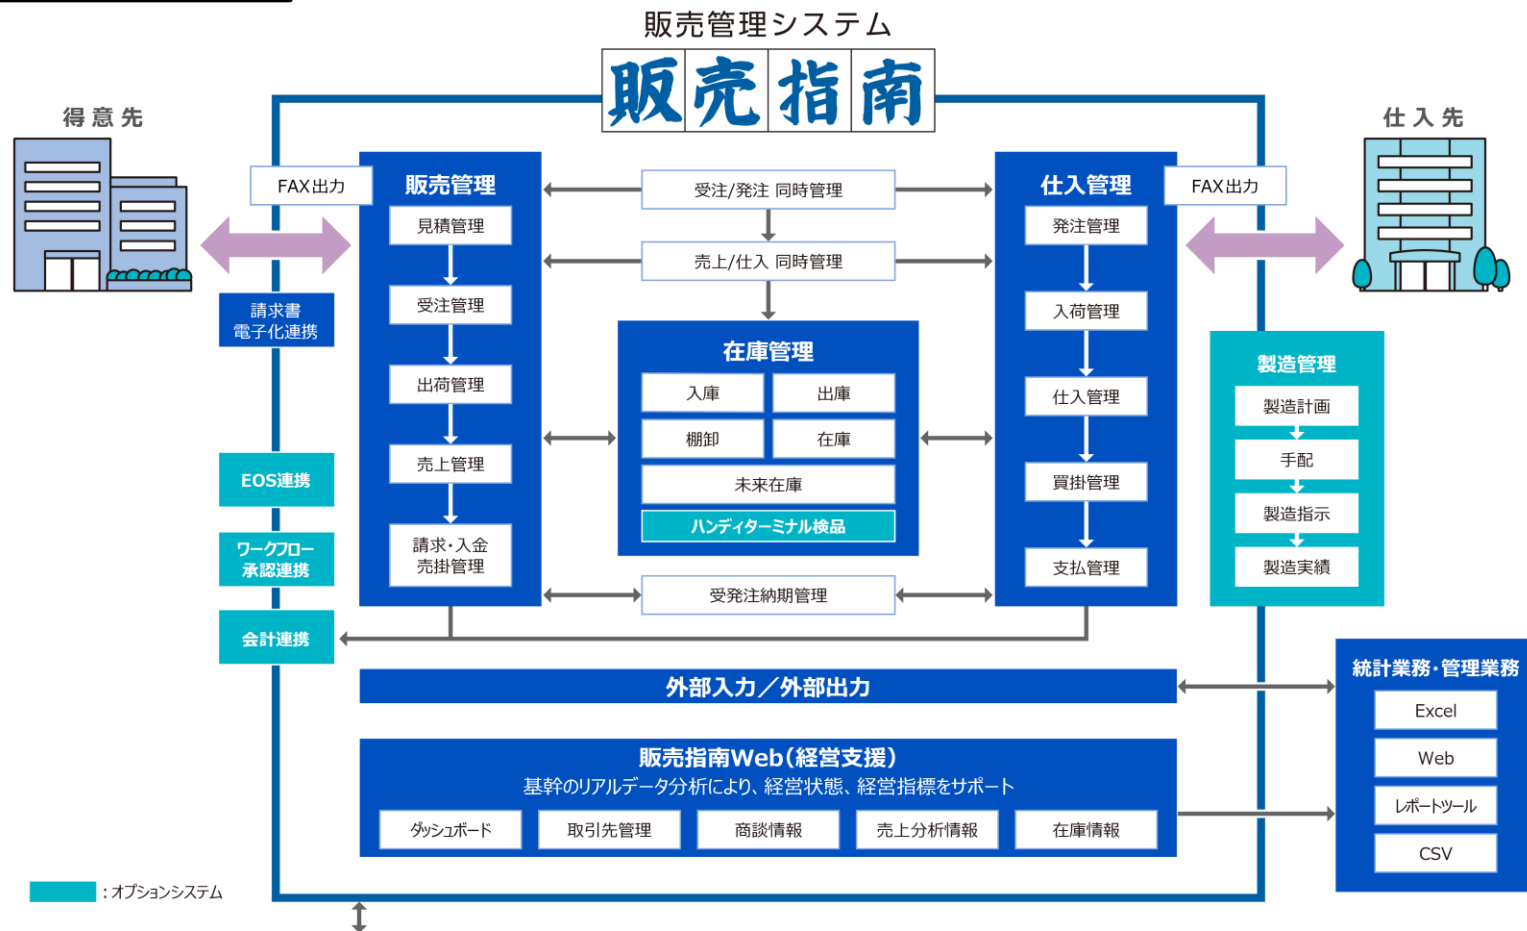 販売管理システム
販売指南
得意先
仕入先
FAX出力
販売管理
見積管理
受注管理
出荷管理
売上管理
請求・入金
売掛管理
受注/発注 同時管理
売上/仕入 同時管理
在庫管理
入庫
出庫
棚卸
在庫
未来在庫
ハンディターミナル検品
受発注納期管理
仕入管理
発注管理
入荷管理
仕入管理
買掛管理
支払管理
FAX出力
請求書
電子化連携
EOS連携
ワークフロー
承認連携
会計連携
製造管理
製造計画
手配
製造指示
製造実績
外部入力／外部出力
販売指南Web(経営支援)
基幹のリアルデータ分析により、経営状態、経営指標をサポート
ダッシュボード
取引先管理
商談情報
売上分析情報
在庫情報
統計業務・管理業務
Excel
Web
レポートツール
CSV
：オプションシステム